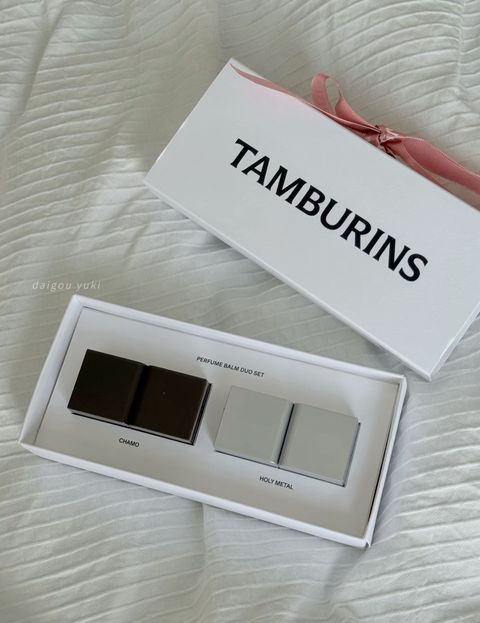 TAMBURINS
daigou yuki
PERFUME BALM DUO SET
CHAMO
HOLY METAL